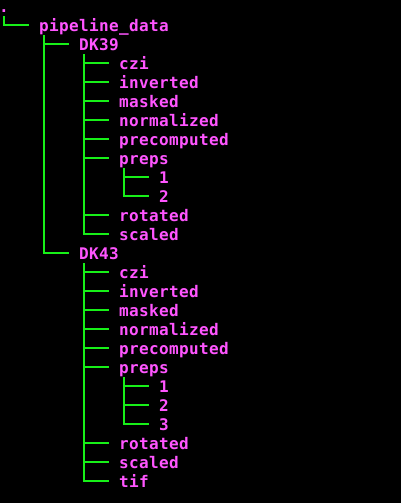 .
pipeline_data
DK39
czi
inverted
masked
normalized
precomputed
preps
1
2
rotated
scaled
DK43
czi
inverted
masked
normalized
precomputed
preps
1
2
3
rotated
scaled
tif